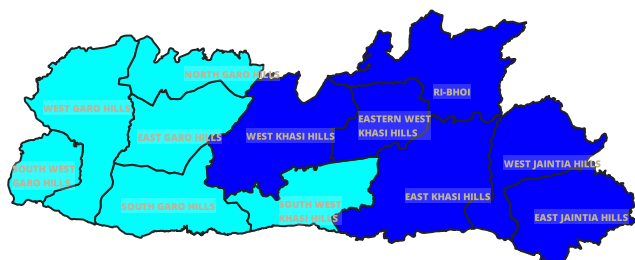 NORTH GARO HILLS
RI-BHOI
WEST GARO HILLS
EASTERN WEST
KHASI HILLS
EAST GARO HILLS
WEST KHASI HILLS
WEST JAINTIA HILLS
SOUTH WEST
GARO HILLS
EAST KHASI HILLS
SOUTH GARO HILLS
SOUTH WEST
KHASI HILLS
EAST JAINTIA HILLS